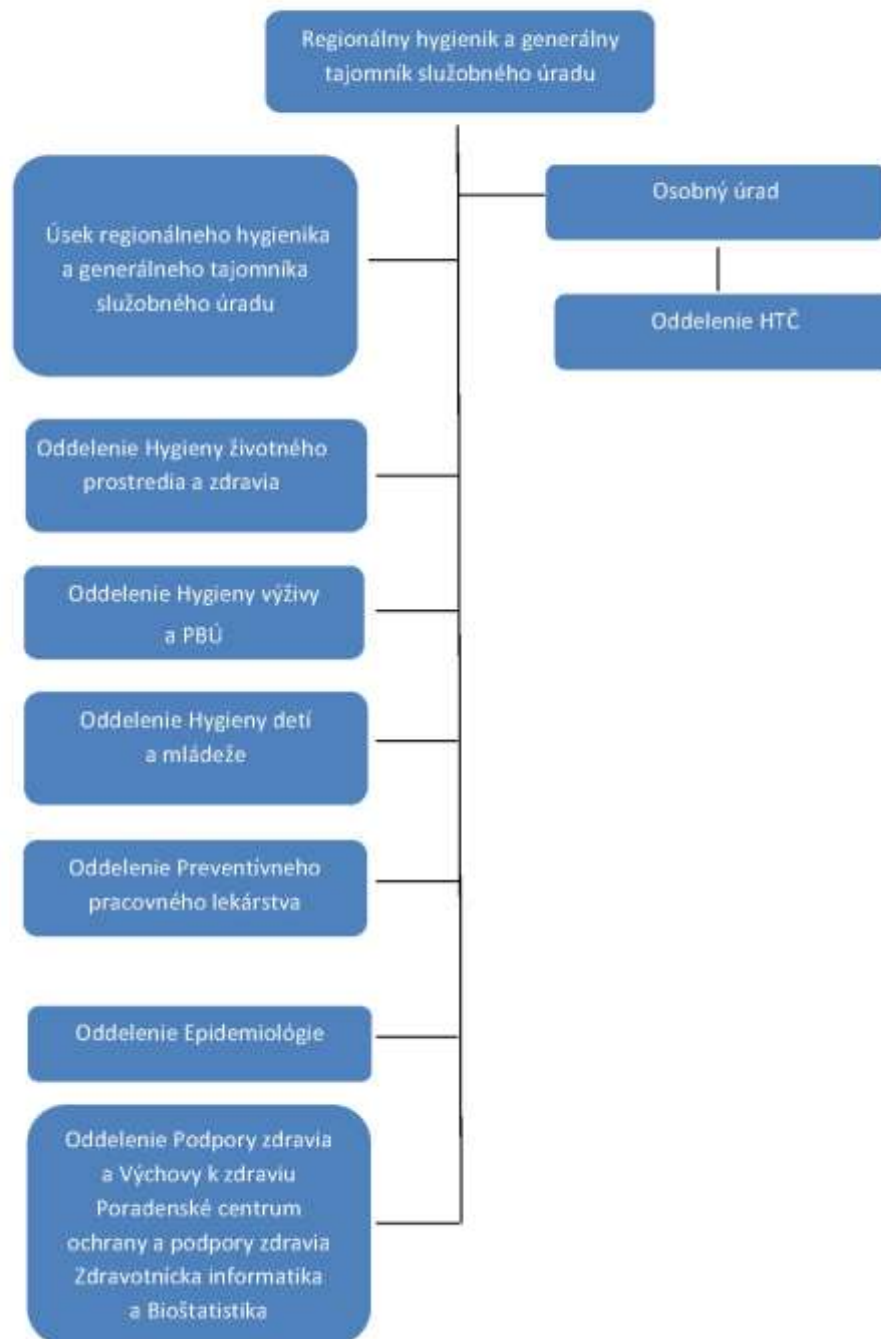 Regionálny hygienik a generálny
tajomník služobného úradu
Osobný úrad
Úsek regionálneho hygienika
a generálneho tajomníka
služobného úradu
Oddelenie HTČ
Oddelenie Hygieny životného
prostredia a zdravia
Oddelenie Hygieny výživy
a PBÚ
Oddelenie Hygieny detí
a mládeže
Oddelenie Preventívneho
pracovného lekárstva
Oddelenie Epidemiológie
Oddelenie Podpory zdravia
a Výchovy k zdraviu
Poradenské centrum
ochrany a podpory zdravia
Zdravotnícka informatika
a Bioštatistika